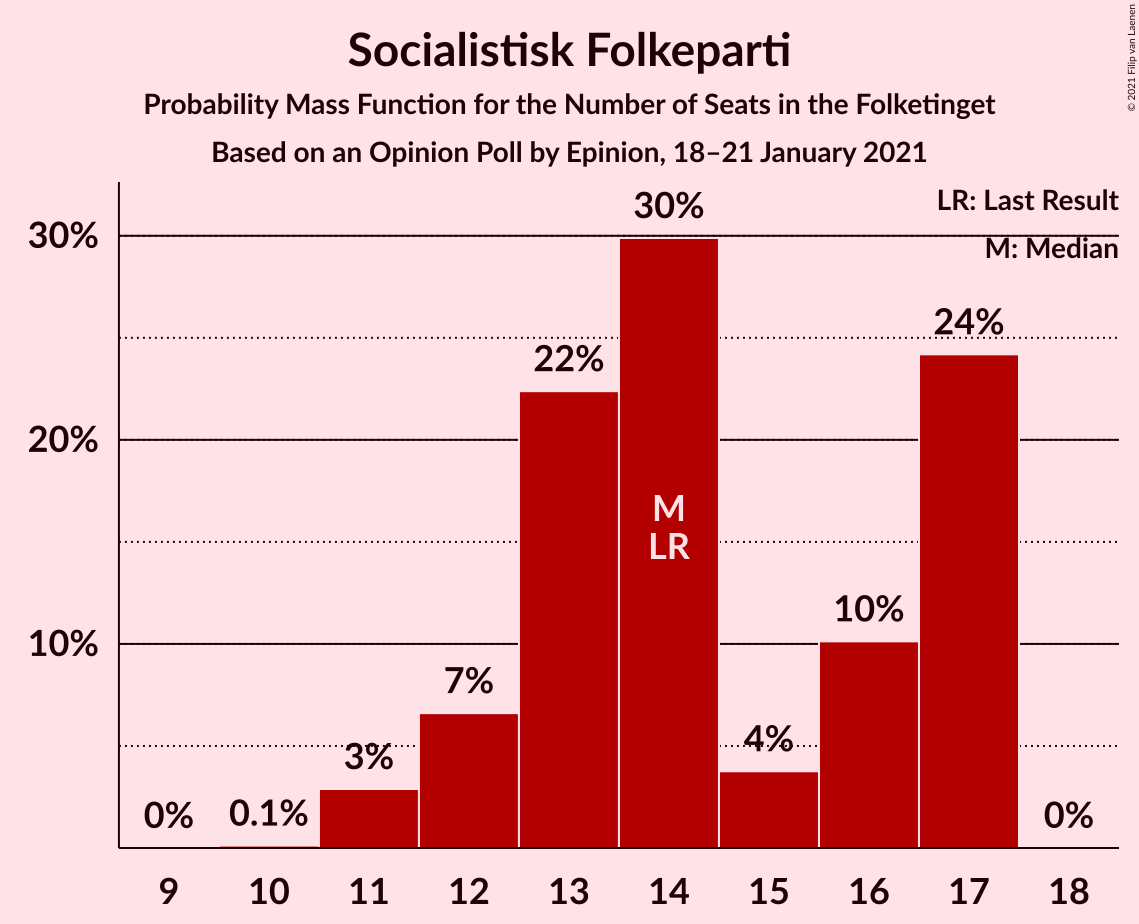 Socialistisk Folkeparti
Probability Mass Function for the Number of Seats in the Folketinget
Based on an Opinion Poll by Epinion, 18–21 January 2021
© 2021 Filip van Laenen
LR: Last Result
M: Median
30%
20%
10%
0%
0.1%
3%
7%
22%
30%
4%
10%
24%
0%
M
LR
9
10
11
12
13
14
15
16
17
18